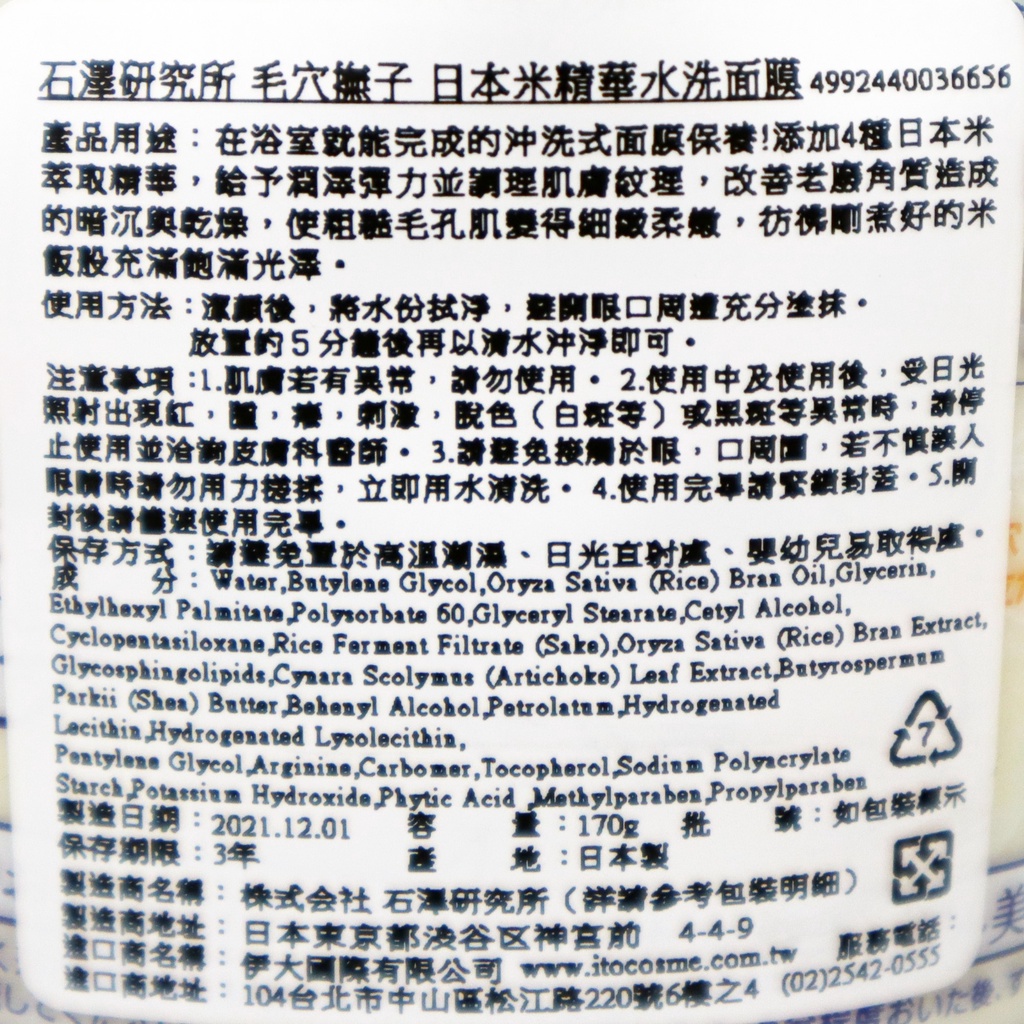 石澤研究所 毛穴撫子 日本米精華水洗面膜 4992440036656
產品用途：在浴室就能完成的沖洗式面膜保養!添加4種日本米
萃取精華，給予潤澤彈力並調理肌膚紋理，改善老廢角質造成
的暗沉與乾燥，使粗糙毛孔肌變得細緻柔嫩，彷彿剛煮好的米
飯般充滿飽滿光澤。
使用方法：潔顏後，將水份拭淨，避開眼口周遭充分塗抹。
放置約5分鐘後再以清水沖淨即可。
注意事項：1.肌膚若有異常，請勿使用。2.使用中及使用後，受日光
照射出現紅，腫，癢，刺激，脫色（白斑等）或黑斑等異常時，請停
止使用並洽詢皮膚科醫師。3.請避免接觸於眼，口周圍，若不慎誤入
眼睛時請勿用力搓揉，立即用水清洗。4.使用完畢請緊鎖封蓋。5.開
封後請儘速使用完畢。
保存方式：請避免置於高溫潮濕、日光直射處、嬰幼兒易取得處。
成 分：Water,Butylene Glycol,Oryza Sativa (Rice) Bran Oil,Glycerin,
Ethylhexyl Palmitate,Polysorbate 60,Glyceryl Stearate,Cetyl Alcohol,
Cyclopentasiloxane,Rice Ferment Filtrate (Sake),Oryza Sativa (Rice) Bran Extract,
Glycosphingolipids,Cynara Scolymus (Artichoke) Leaf Extract,Butyrospermum
Parkii (Shea) Butter,Behenyl Alcohol,Petrolatum,Hydrogenated
Lecithin,Hydrogenated Lysolecithin,
Pentylene Glycol,Arginine,Carbomer,Tocopherol,Sodium Polyacrylate
Starch,Potassium Hydroxide,Phytic Acid ,Methylparaben,Propylparaben
7
製造日期：2021.12.01 容 量：170g 批 號：如包裝標示
保存期限：3年 產 地：日本製
製造商名稱：株式会社 石澤研究所（詳請參考包裝明細）
製造商地址：日本東京都渋谷区神宮前 4-4-9
進口商名稱：伊大國際有限公司 www.itocosme.com.tw 服務電話：
進口商地址：104台北市中山區松江路220號6樓之4 (02)2542-0555
美
おいた後、す